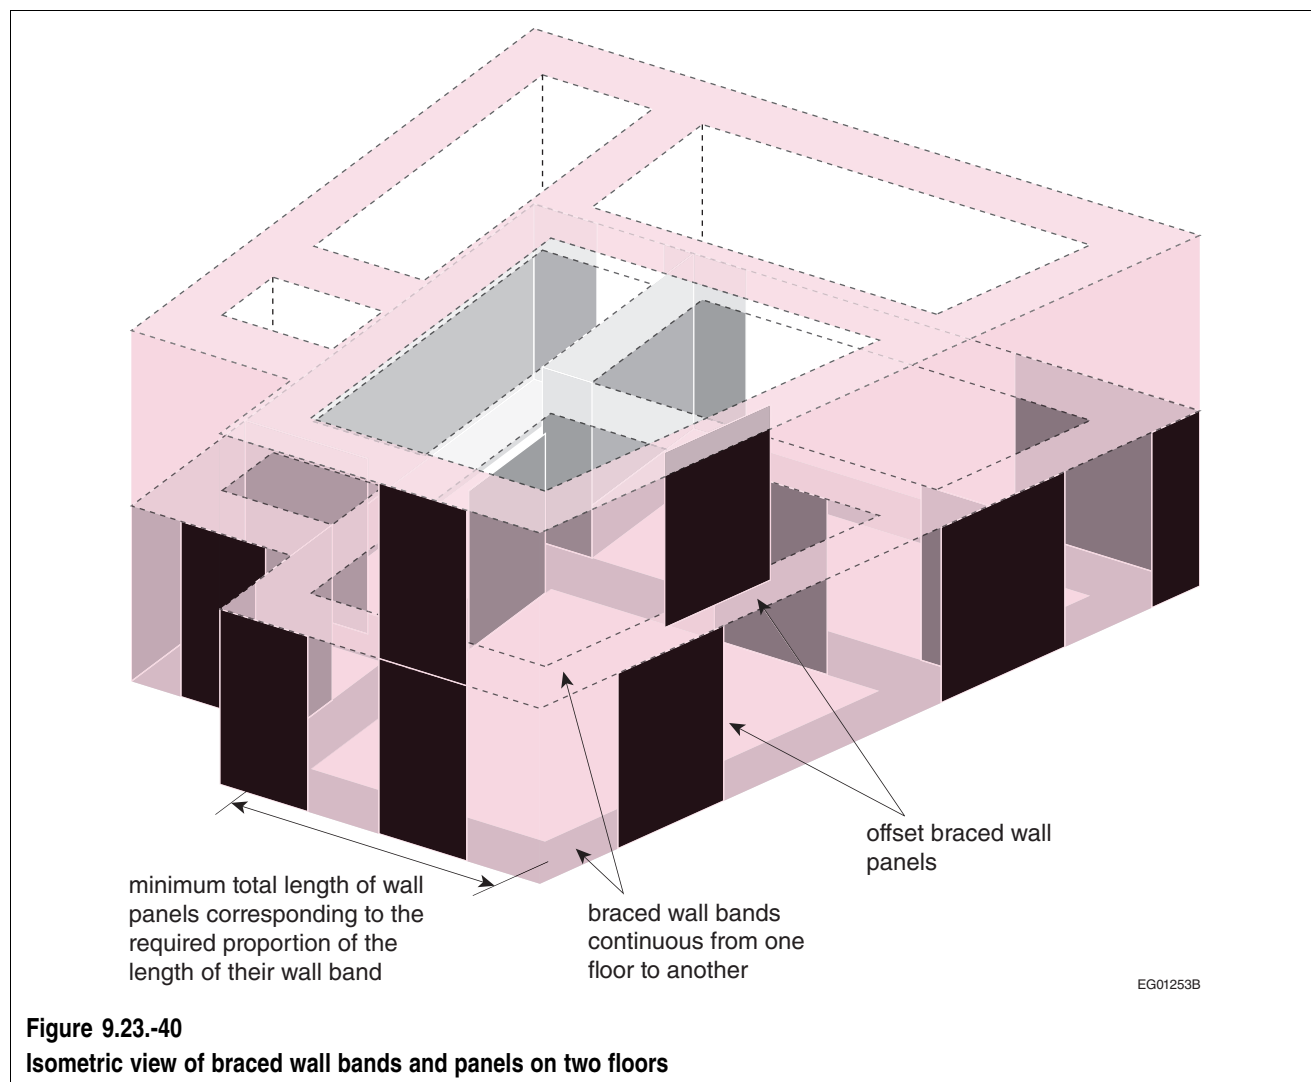 offset braced wall
panels
minimum total length of wall
panels corresponding to the
required proportion of the
length of their wall band
braced wall bands
continuous from one
floor to another
EG01253B
Figure 9.23.-40
Isometric view of braced wall bands and panels on two floors